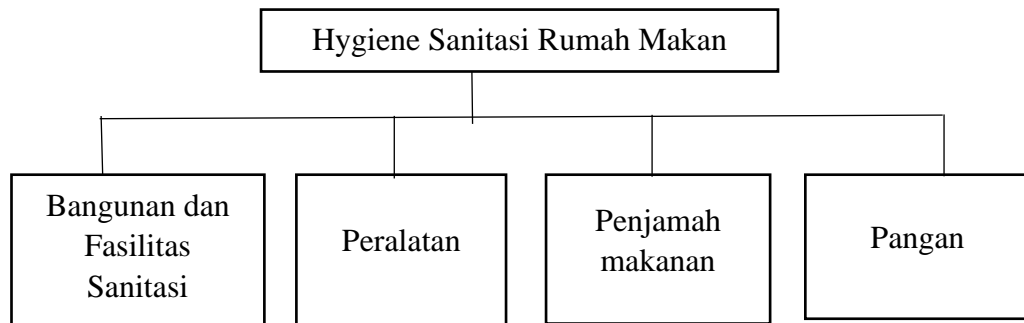 Hygiene Sanitasi Rumah Makan
Bangunan dan
Fasilitas
Sanitasi
Peralatan
Penjamah
makanan
Pangan